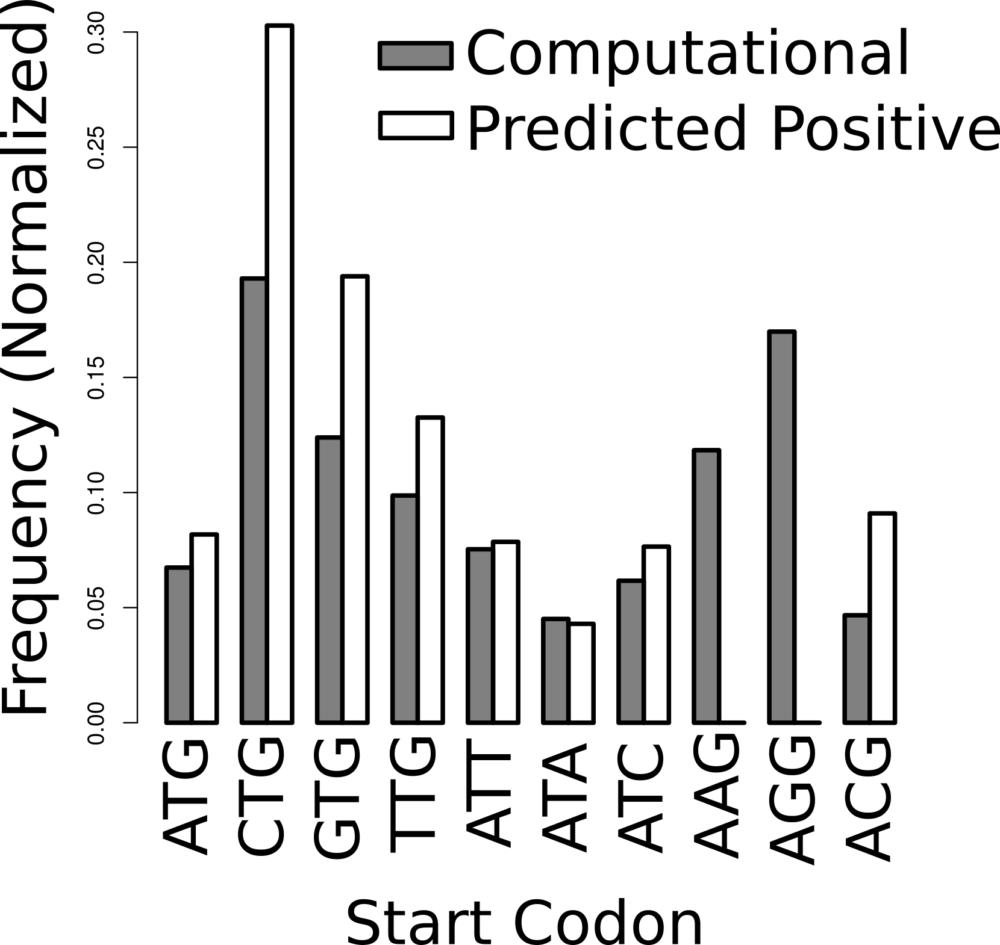 Frequency (Normalized)
0.30
0.25
0.20
0.15
0.10
0.05
0.00
Computational
Predicted Positive
ATG
CTG
GTG
TTG
ATT
ATA
ATC
AAG
AGG
ACG
Start Codon